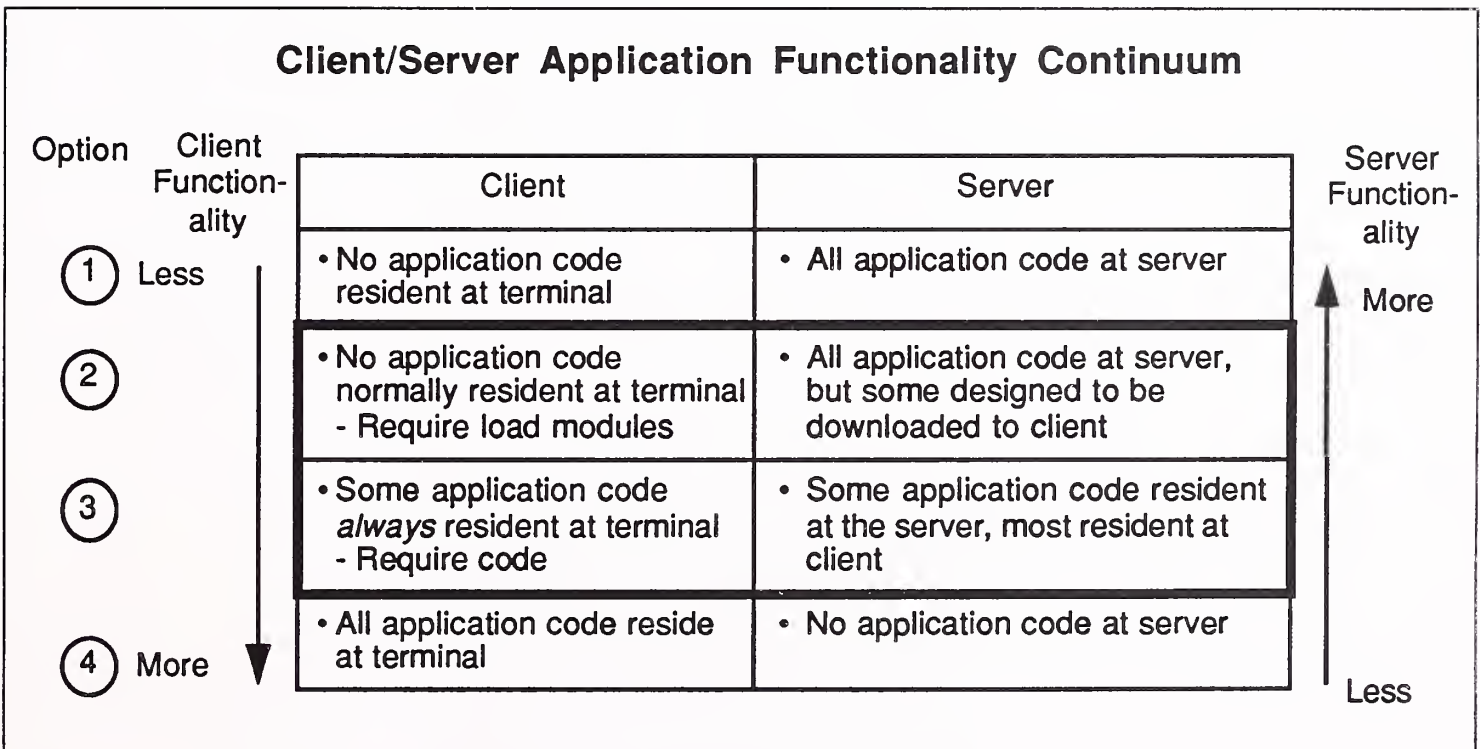 Client/Server Application Functionality Continuum
Option
Client
Function-
ality
Client
Server
Server
Function-
ality
1
Less
• No application code
resident at terminal
• All application code at server
More
2
• No application code
normally resident at terminal
- Require load modules
• All application code at server,
but some designed to be
downloaded to client
3
• Some application code
always resident at terminal
- Require code
• Some application code resident
at the server, most resident at
client
4
More
• All application code reside
at terminal
• No application code at server
Less